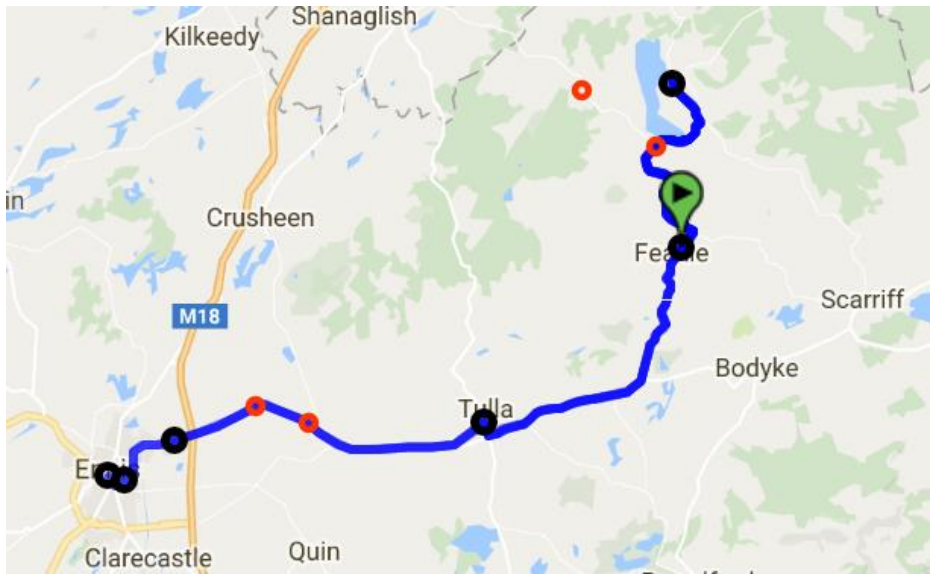 Shanaglish
Kilkeedy
in
Crusheen
M18
Scarriff
Bodyke
Tulla
Clarecastle
Quin